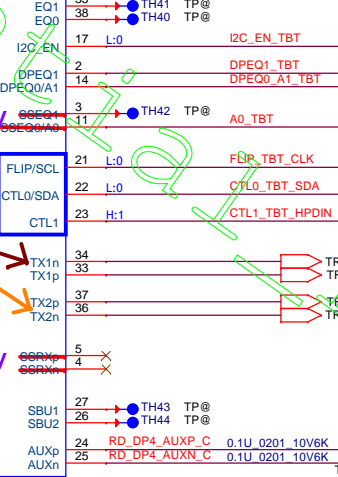 EQ1 35 TH41 TP@
EQ0 38 TH40 TP@
I2C_EN 17 L:0 I2C_EN_TBT
DPEQ1 2 DPEQ1_TBT
DPEQ0/A1 14 DPEQ0_A1_TBT
SSEQ1 3 TH42 TP@
SSEQ0/A0 11 A0_TBT
FLIP/SCL 21 L:0 FLIP_TBT_CLK
CTL0/SDA 22 L:0 CTL0_TBT_SDA
CTL1 23 H:1 CTL1_TBT_HPDIN
TX1n 34
TX1p 33
TX2p 37
TX2n 36
SSRXp 5
SSRXn 4
SBU1 27 TH43 TP@
SBU2 26 TH44 TP@
AUXp 24 RD_DP4_AUXP_C 0.1U_0201_10V6K
AUXn 25 RD_DP4_AUXN_C 0.1U_0201_10V6K